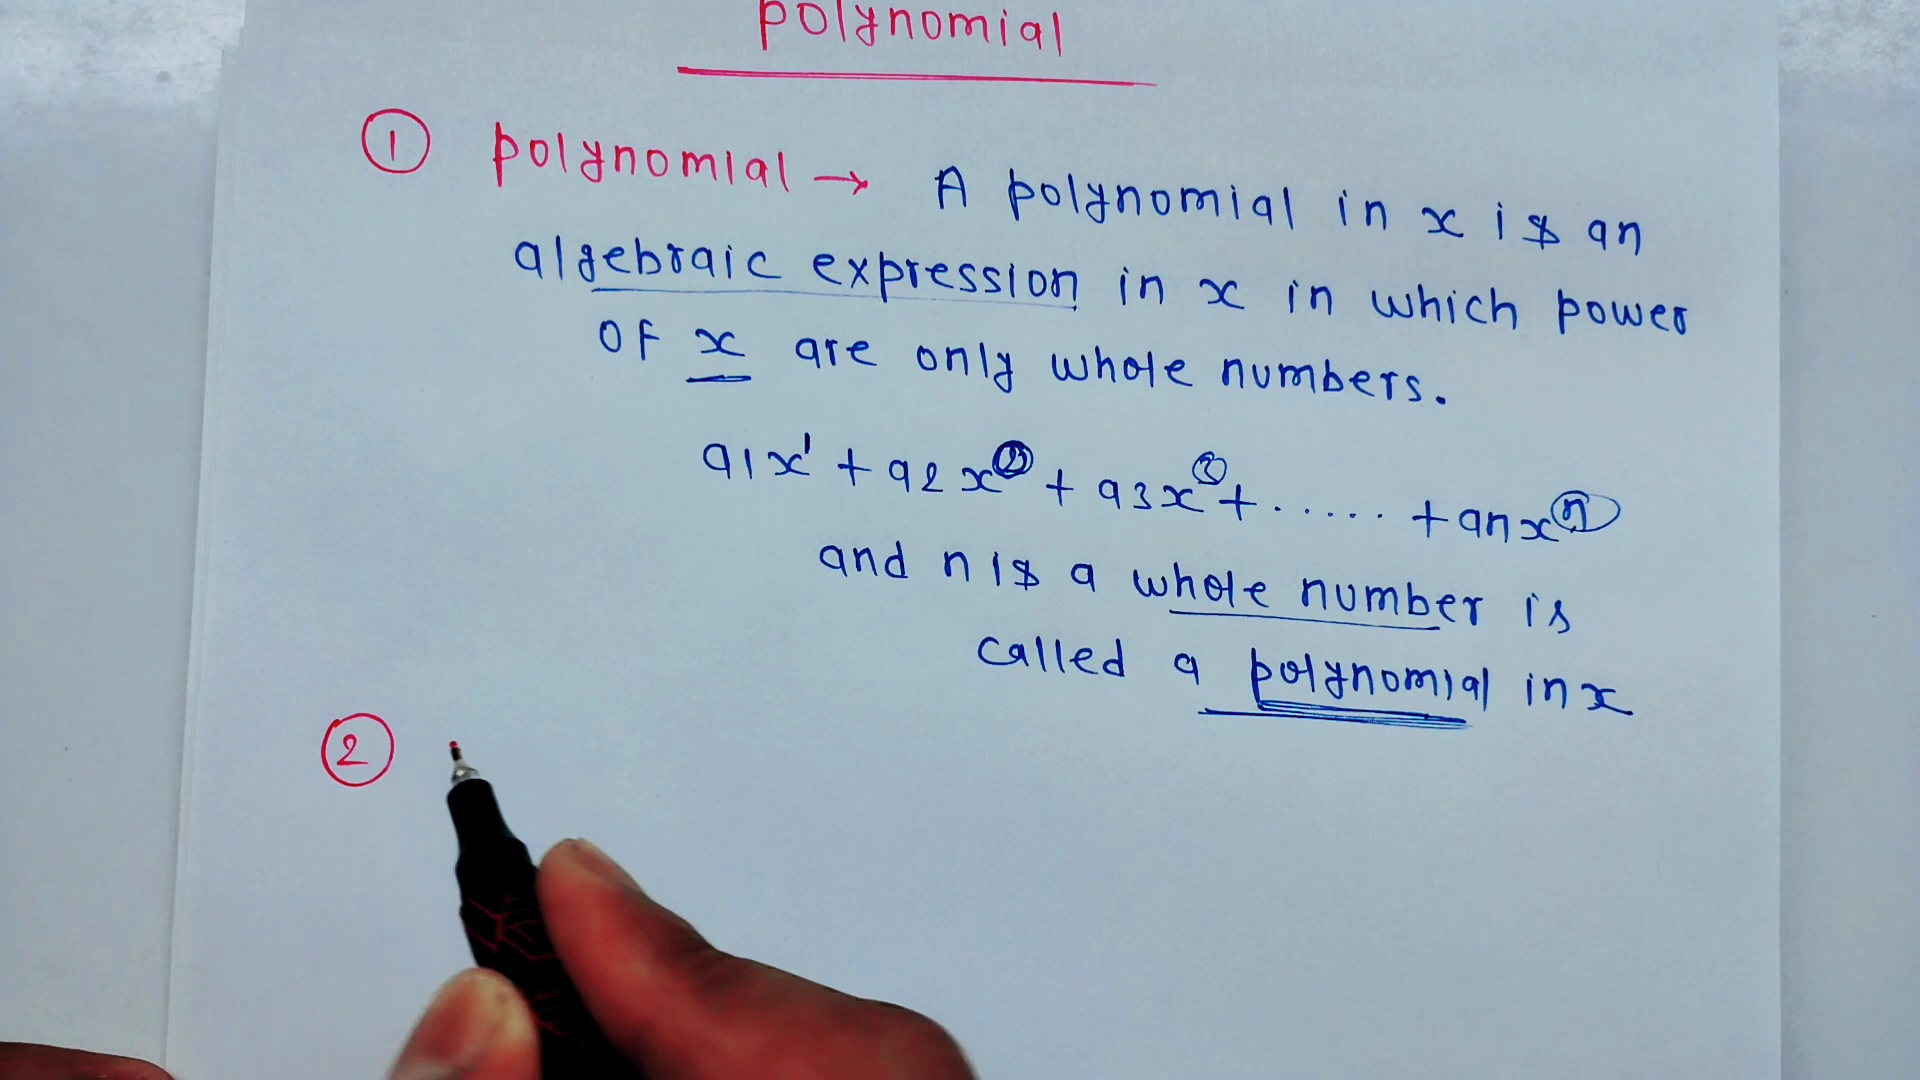 polynomial
① polynomial → A polynomial in x is an
algebraic expression in x in which power
of x are only whole numbers.
a1x¹ + a2x² + a3x³ + ...... + anxⁿ
and n is a whole number is
called a polynomial in x
②